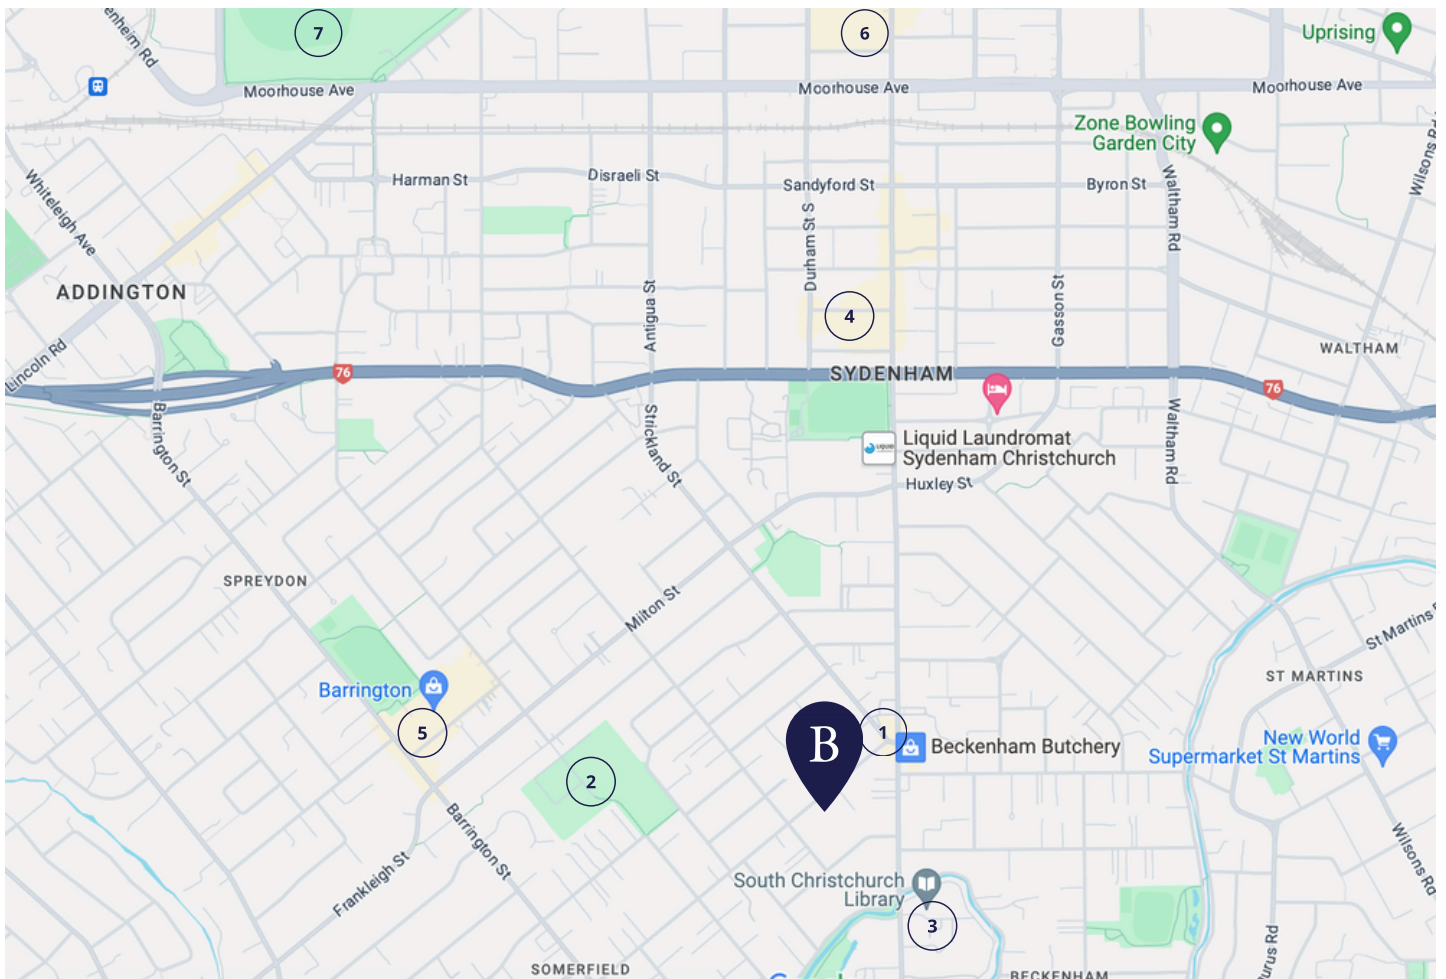 7
6
Uprising
enheim Rd
Moorhouse Ave
Moorhouse Ave
Moorhouse Ave
Zone Bowling
Garden City
Wilsons Rd
Whiteleigh Ave
Harman St
Disraeli St
Sandyford St
Byron St
Waltham Rd
Durham St S
ADDINGTON
Antigua St
4
Gasson St
Lincoln Rd
WALTHAM
76
SYDENHAM
76
Barrington St
Strickland St
Liquid Laundromat
Sydenham Christchurch
LIQUID
Waltham Rd
Huxley St
SPREYDON
Milton St
St Martins
ST MARTINS
Barrington
5
B
1
Beckenham Butchery
New World
Supermarket St Martins
2
Barrington St
Frankleigh St
Wilsons Rd
South Christchurch
Library
3
SOMERFIELD
BECKENHAM
urus Rd